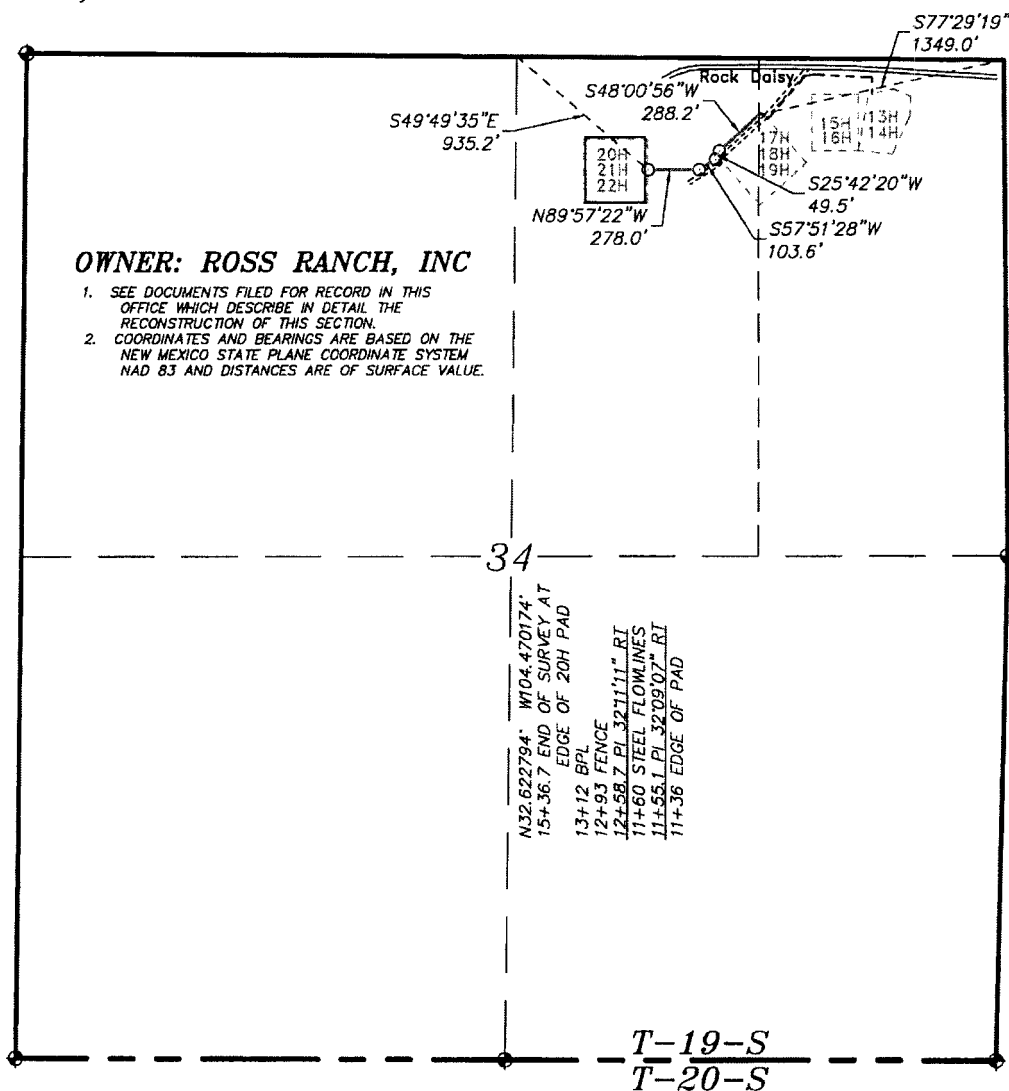 S77°29'19"
1349.0'
Rock Daisy
S48°00'56"W
288.2'
S49°49'35"E
935.2'
20H
21H
22H
17H
18H
19H
15H
16H
13H
14H
S25°42'20"W
49.5'
N89°57'22"W
278.0'
S57°51'28"W
103.6'
OWNER: ROSS RANCH, INC
1. SEE DOCUMENTS FILED FOR RECORD IN THIS
OFFICE WHICH DESCRIBE IN DETAIL THE
RECONSTRUCTION OF THIS SECTION.
2. COORDINATES AND BEARINGS ARE BASED ON THE
NEW MEXICO STATE PLANE COORDINATE SYSTEM
NAD 83 AND DISTANCES ARE OF SURFACE VALUE.
34
N32.622794° W104.470174°
15+36.7 END OF SURVEY AT
EDGE OF 20H PAD
13+12 BPL
12+93 FENCE
12+58.7 PI 32°11'11" RT
11+60 STEEL FLOWLINES
11+55.1 PI 32°09'07" RT
11+36 EDGE OF PAD
T-19-S
T-20-S